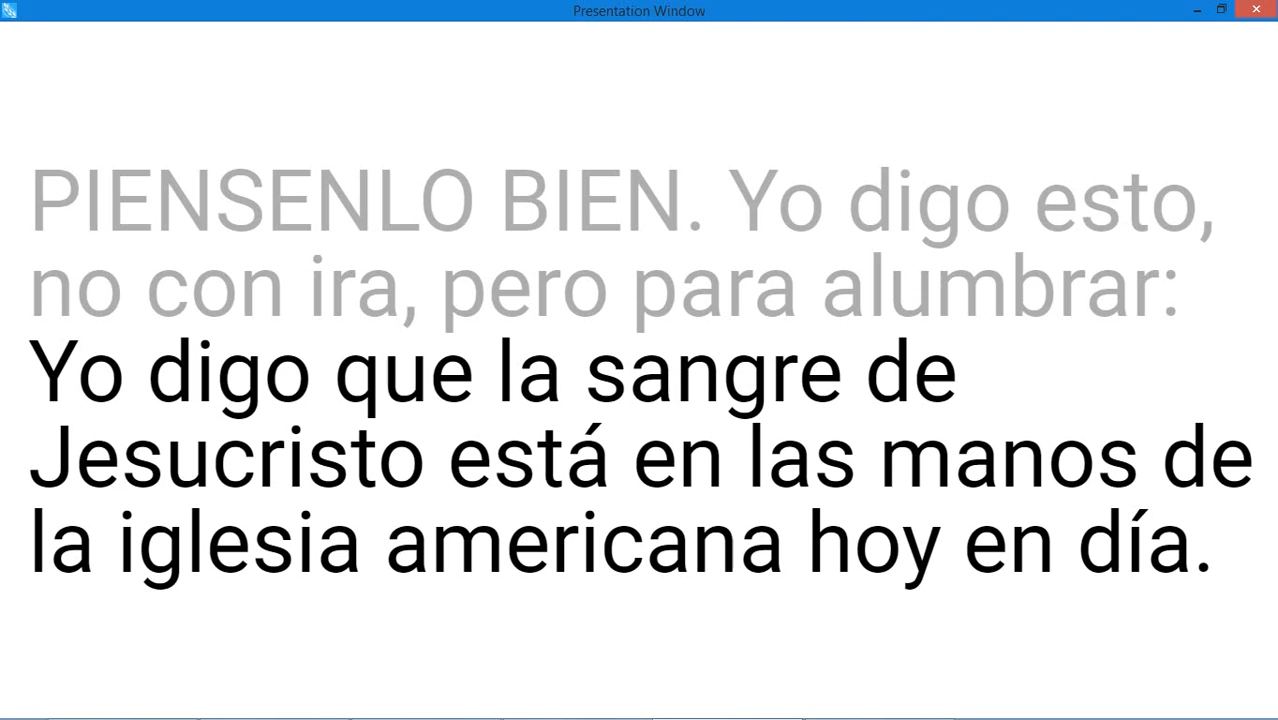 Presentation Window
PIENSENLO BIEN. Yo digo esto,
no con ira, pero para alumbrar:
Yo digo que la sangre de
Jesucristo está en las manos de
la iglesia americana hoy en día.